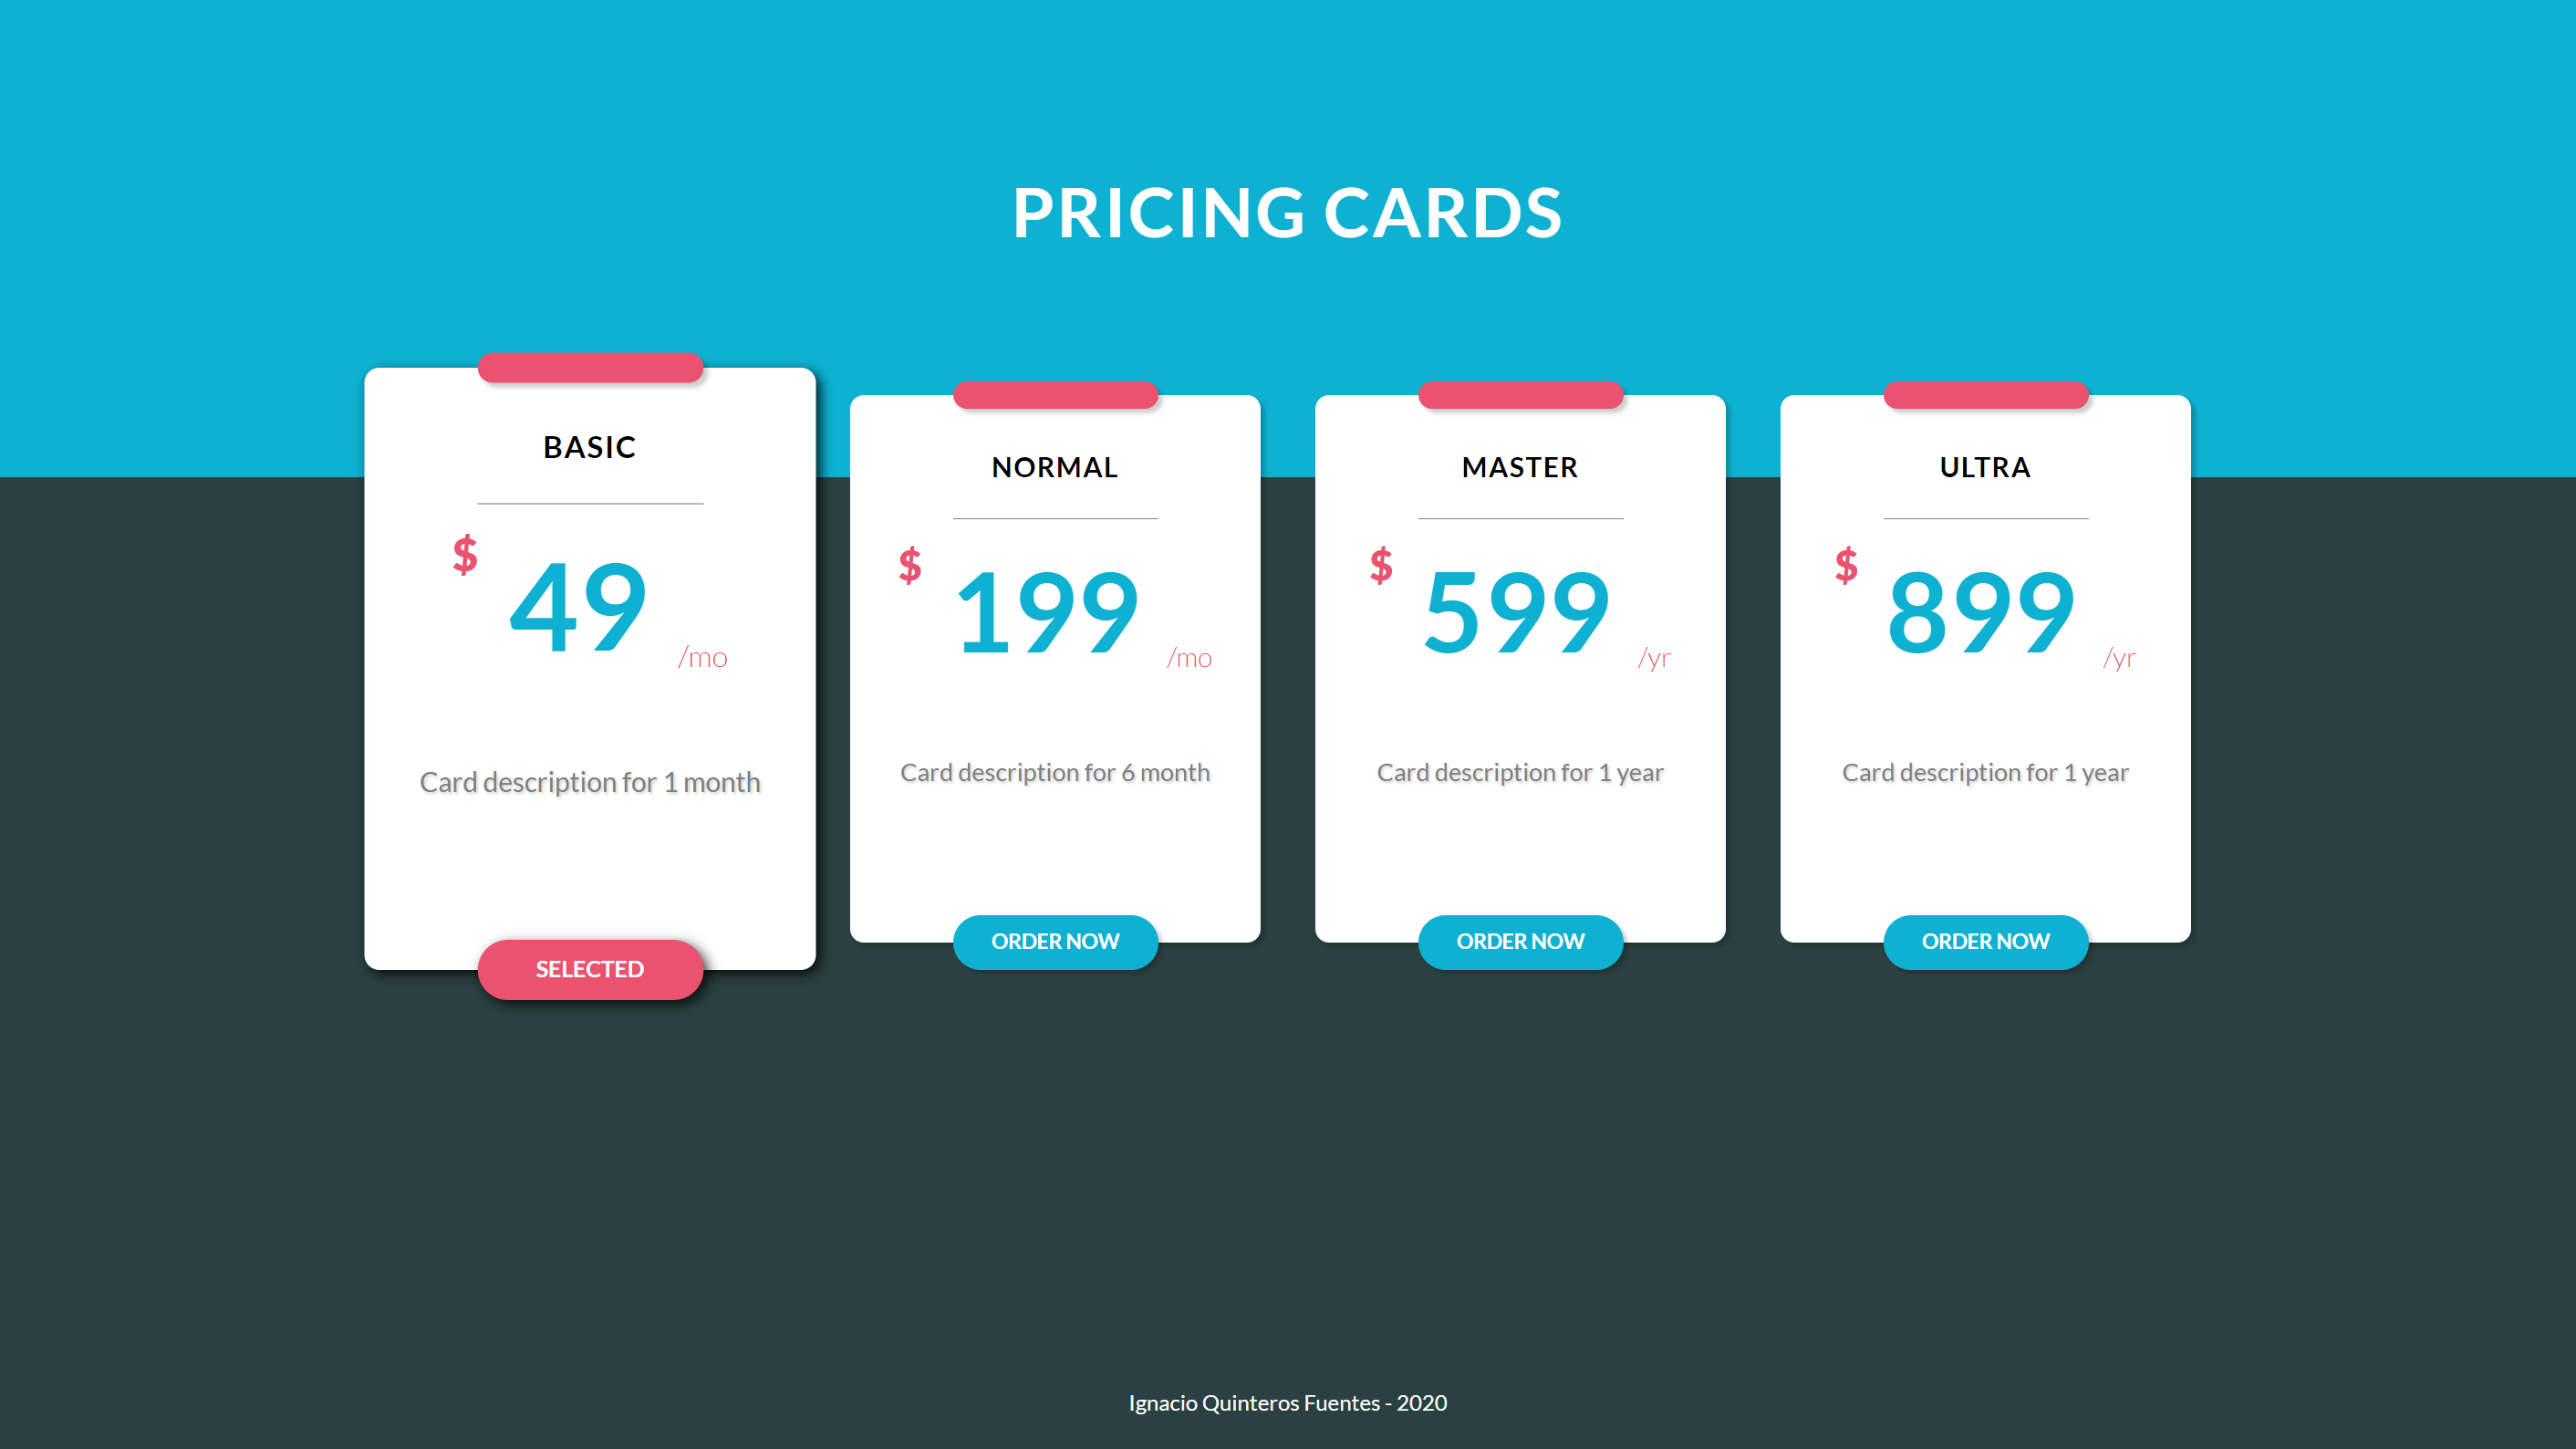 PRICING CARDS
BASIC
$ 49 /mo
Card description for 1 month
SELECTED
NORMAL
$ 199 /mo
Card description for 6 month
ORDER NOW
MASTER
$ 599 /yr
Card description for 1 year
ORDER NOW
ULTRA
$ 899 /yr
Card description for 1 year
ORDER NOW
Ignacio Quinteros Fuentes - 2020